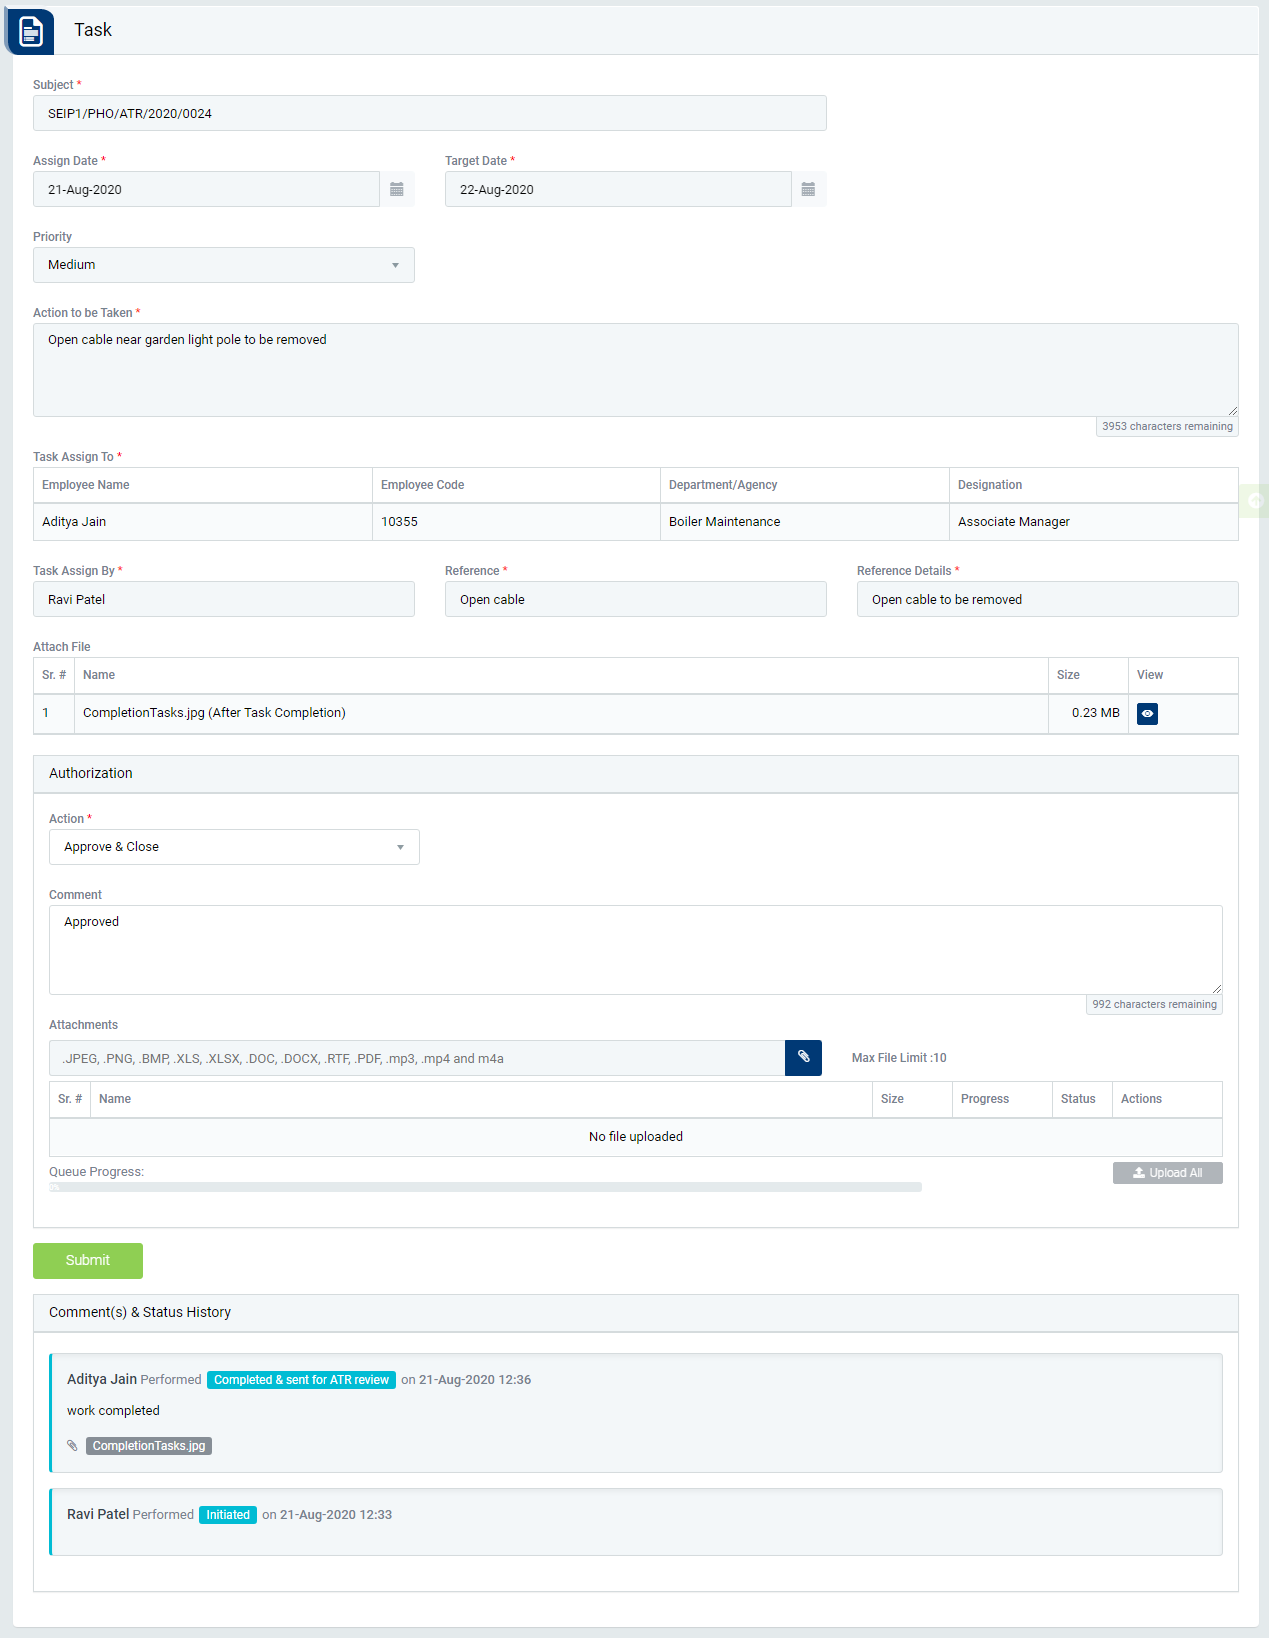 Task
Subject *
SEIP1/PHO/ATR/2020/0024
Assign Date *
Target Date *
21-Aug-2020
22-Aug-2020
Priority
Medium
Action to be Taken *
Open cable near garden light pole to be removed
3953 characters remaining
Task Assign To *
Employee Name Employee Code Department/Agency Designation
Aditya Jain 10355 Boiler Maintenance Associate Manager
Task Assign By *
Reference *
Reference Details *
Ravi Patel
Open cable
Open cable to be removed
Attach File
Sr. # Name Size View
1 CompletionTasks.jpg (After Task Completion) 0.23 MB
Authorization
Action *
Approve & Close
Comment
Approved
992 characters remaining
Attachments
.JPEG, .PNG, .BMP, .XLS, .XLSX, .DOC, .DOCX, .RTF, .PDF, .mp3, .mp4 and m4a
Max File Limit :10
Sr. # Name Size Progress Status Actions
No file uploaded
Queue Progress:
Upload All
Submit
Comment(s) & Status History
Aditya Jain Performed Completed & sent for ATR review on 21-Aug-2020 12:36
work completed
CompletionTasks.jpg
Ravi Patel Performed Initiated on 21-Aug-2020 12:33